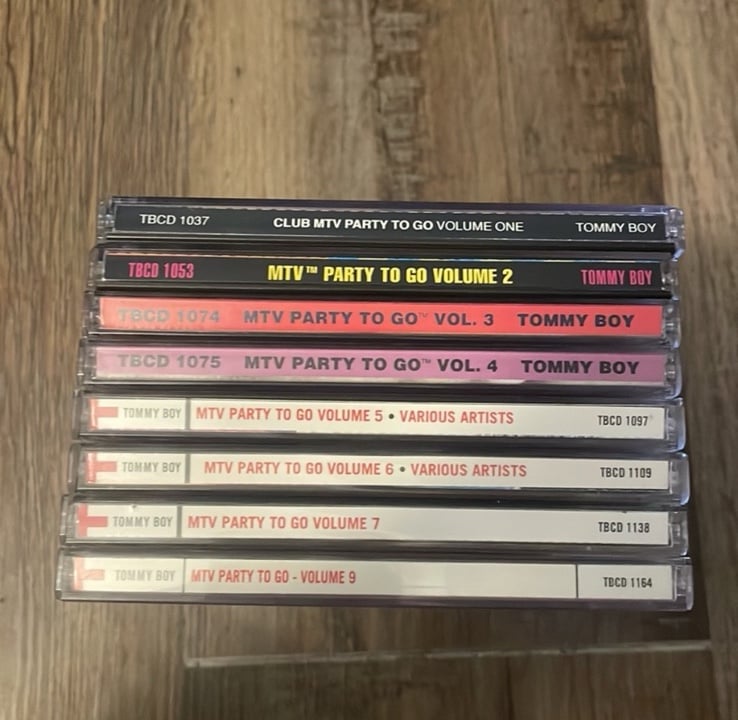 TBCD 1037 CLUB MTV PARTY TO GO VOLUME ONE TOMMY BOY
TBCD 1053 MTV™ PARTY TO GO VOLUME 2 TOMMY BOY
TBCD 1074 MTV PARTY TO GO™ VOL. 3 TOMMY BOY
TBCD 1075 MTV PARTY TO GO™ VOL. 4 TOMMY BOY
TOMMY BOY MTV PARTY TO GO VOLUME 5 • VARIOUS ARTISTS TBCD 1097
TOMMY BOY MTV PARTY TO GO VOLUME 6 • VARIOUS ARTISTS TBCD 1109
TOMMY BOY MTV PARTY TO GO VOLUME 7 TBCD 1138
TOMMY BOY MTV PARTY TO GO - VOLUME 9 TBCD 1164